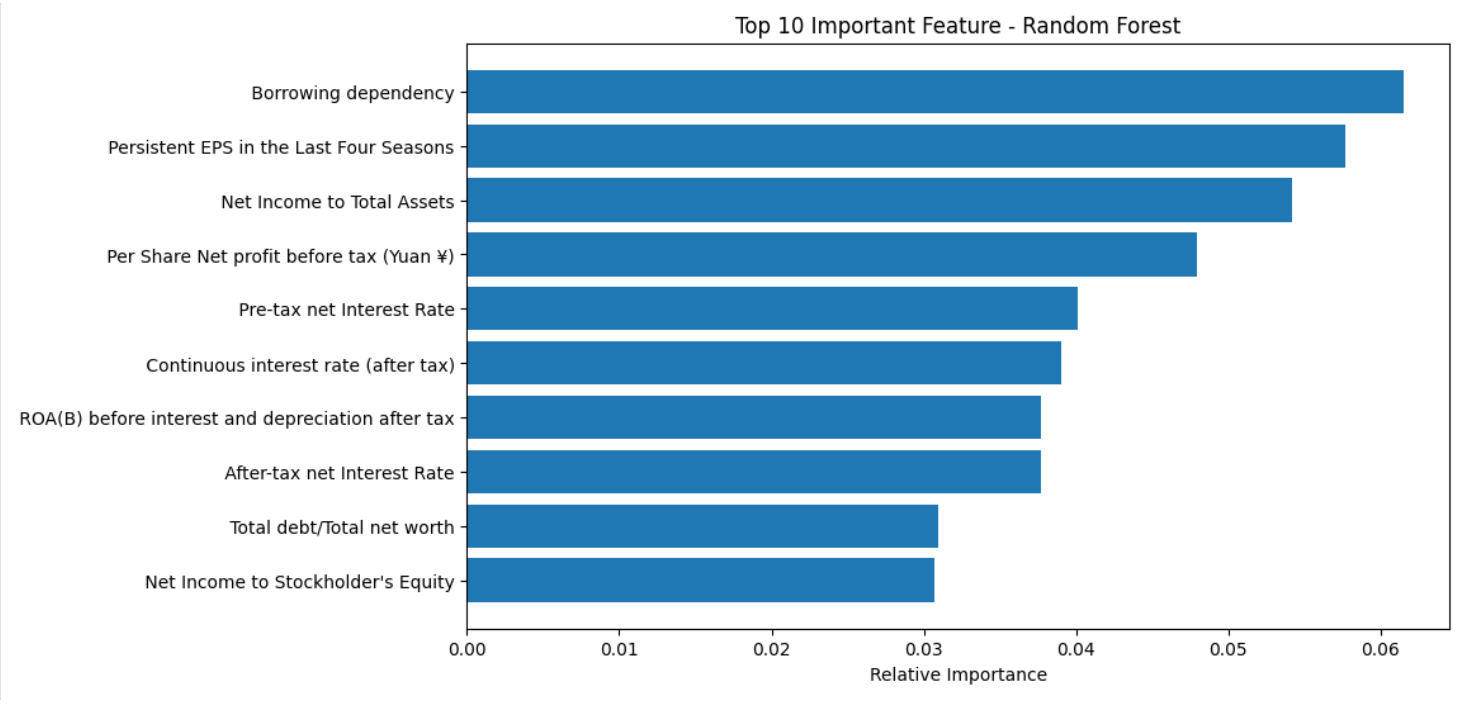 Top 10 Important Feature - Random Forest
Borrowing dependency
Persistent EPS in the Last Four Seasons
Net Income to Total Assets
Per Share Net profit before tax (Yuan ¥)
Pre-tax net Interest Rate
Continuous interest rate (after tax)
ROA(B) before interest and depreciation after tax
After-tax net Interest Rate
Total debt/Total net worth
Net Income to Stockholder's Equity
0.00 0.01 0.02 0.03 0.04 0.05 0.06
Relative Importance